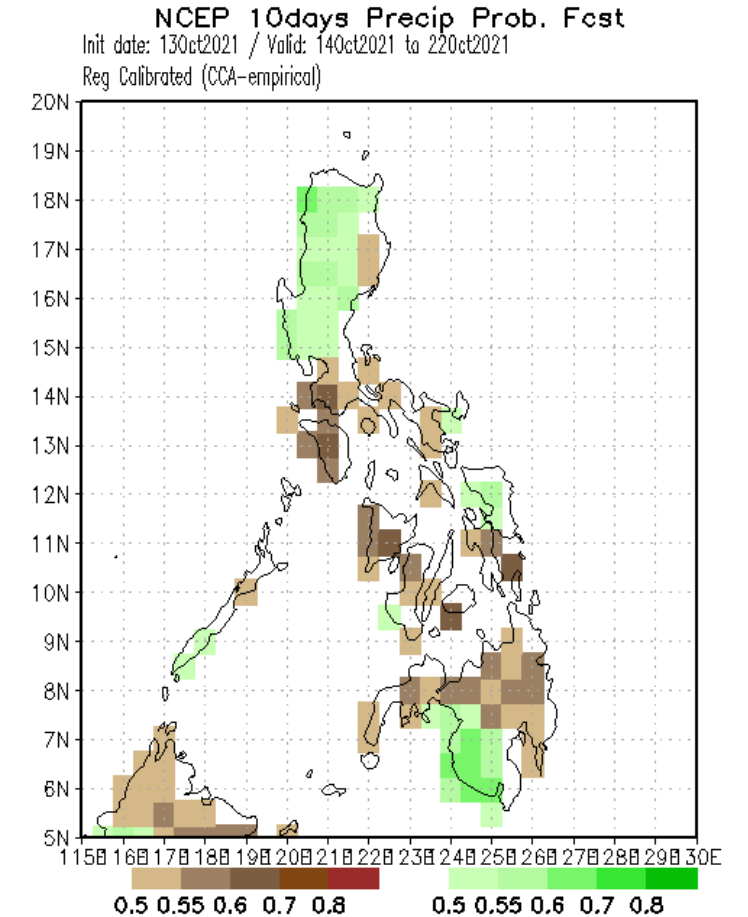 NCEP 10days Precip Prob. Fcst
Init date: 13Oct2021 / Valid: 14Oct2021 to 22Oct2021
Reg Calibrated (CCA-empirical)
20N
19N
18N
17N
16N
15N
14N
13N
12N
11N
10N
9N
8N
7N
6N
5N
115E 116E 117E 118E 119E 120E 121E 122E 123E 124E 125E 126E 127E 128E 129E 130E
0.5 0.55 0.6 0.7 0.8 0.5 0.55 0.6 0.7 0.8